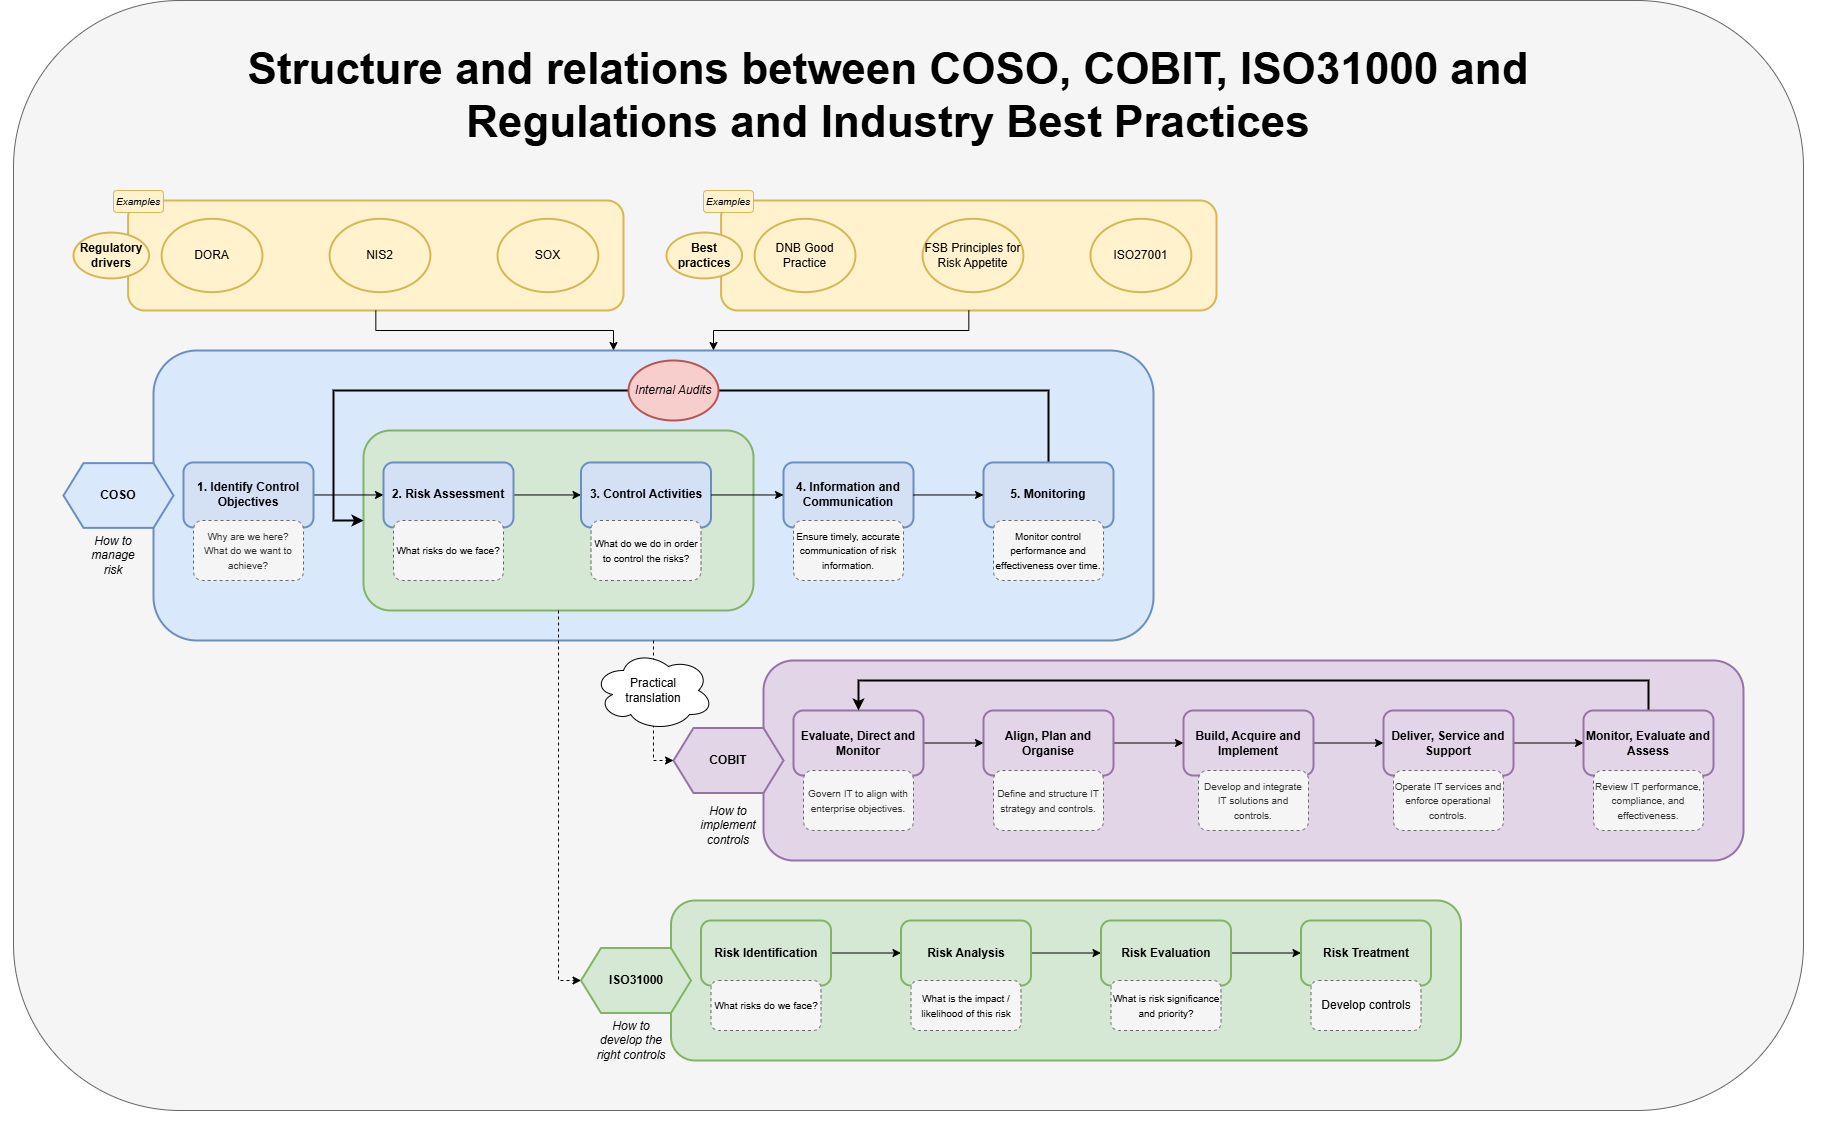 Structure and relations between COSO, COBIT, ISO31000 and
Regulations and Industry Best Practices
Examples
Regulatory
drivers
DORA
NIS2
SOX
Examples
Best
practices
DNB Good
Practice
FSB Principles for
Risk Appetite
ISO27001
Internal Audits
COSO
How to
manage
risk
1. Identify Control
Objectives
Why are we here?
What do we want to
achieve?
2. Risk Assessment
What risks do we face?
3. Control Activities
What do we do in order
to control the risks?
4. Information and
Communication
Ensure timely, accurate
communication of risk
information.
5. Monitoring
Monitor control
performance and
effectiveness over time.
Practical
translation
COBIT
How to
implement
controls
Evaluate, Direct and
Monitor
Govern IT to align with
enterprise objectives.
Align, Plan and
Organise
Define and structure IT
strategy and controls.
Build, Acquire and
Implement
Develop and integrate
IT solutions and
controls.
Deliver, Service and
Support
Operate IT services and
enforce operational
controls.
Monitor, Evaluate and
Assess
Review IT performance,
compliance, and
effectiveness.
ISO31000
How to
develop the
right controls
Risk Identification
What risks do we face?
Risk Analysis
What is the impact /
likelihood of this risk
Risk Evaluation
What is risk significance
and priority?
Risk Treatment
Develop controls